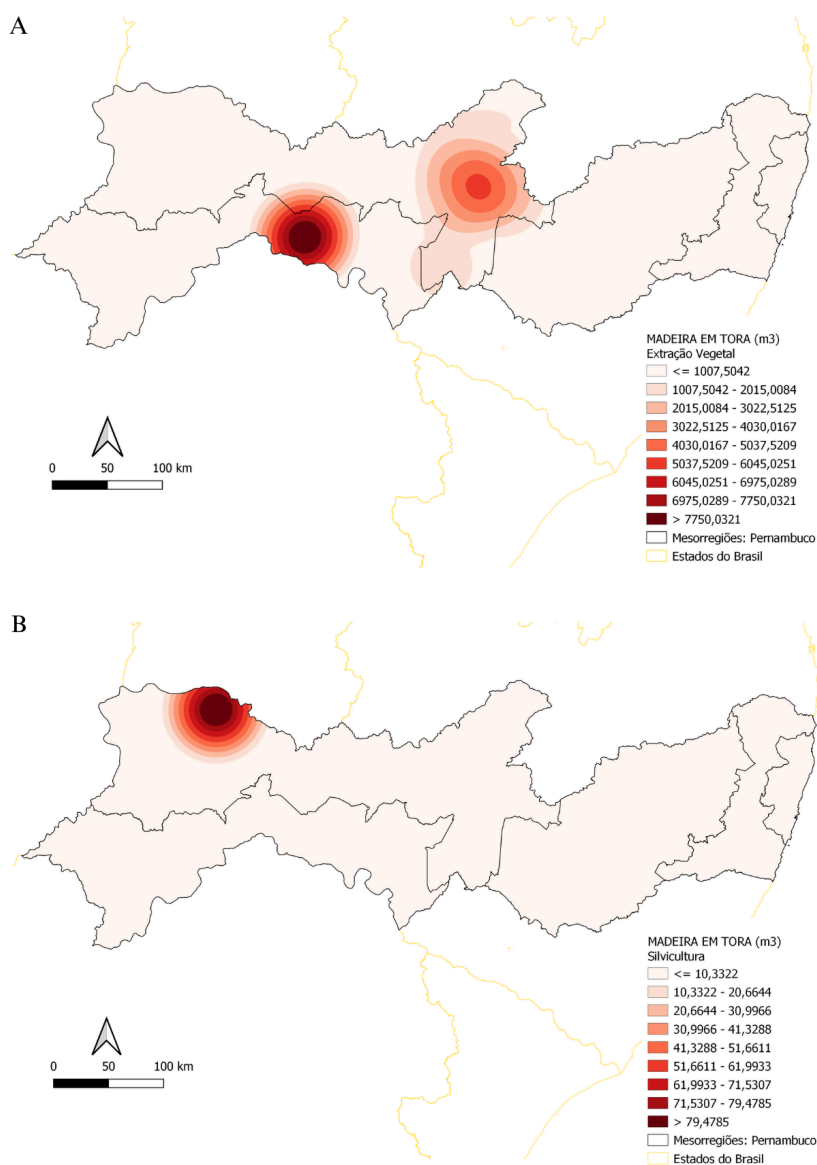 A
MADEIRA EM TORA (m3)
Extração Vegetal
<= 1007,5042
1007,5042 - 2015,0084
2015,0084 - 3022,5125
3022,5125 - 4030,0167
4030,0167 - 5037,5209
5037,5209 - 6045,0251
6045,0251 - 6975,0289
6975,0289 - 7750,0321
> 7750,0321
Mesorregiões: Pernambuco
Estados do Brasil
0 50 100 km
B
MADEIRA EM TORA (m3)
Silvicultura
<= 10,3322
10,3322 - 20,6644
20,6644 - 30,9966
30,9966 - 41,3288
41,3288 - 51,6611
51,6611 - 61,9933
61,9933 - 71,5307
71,5307 - 79,4785
> 79,4785
Mesorregiões: Pernambuco
Estados do Brasil
0 50 100 km